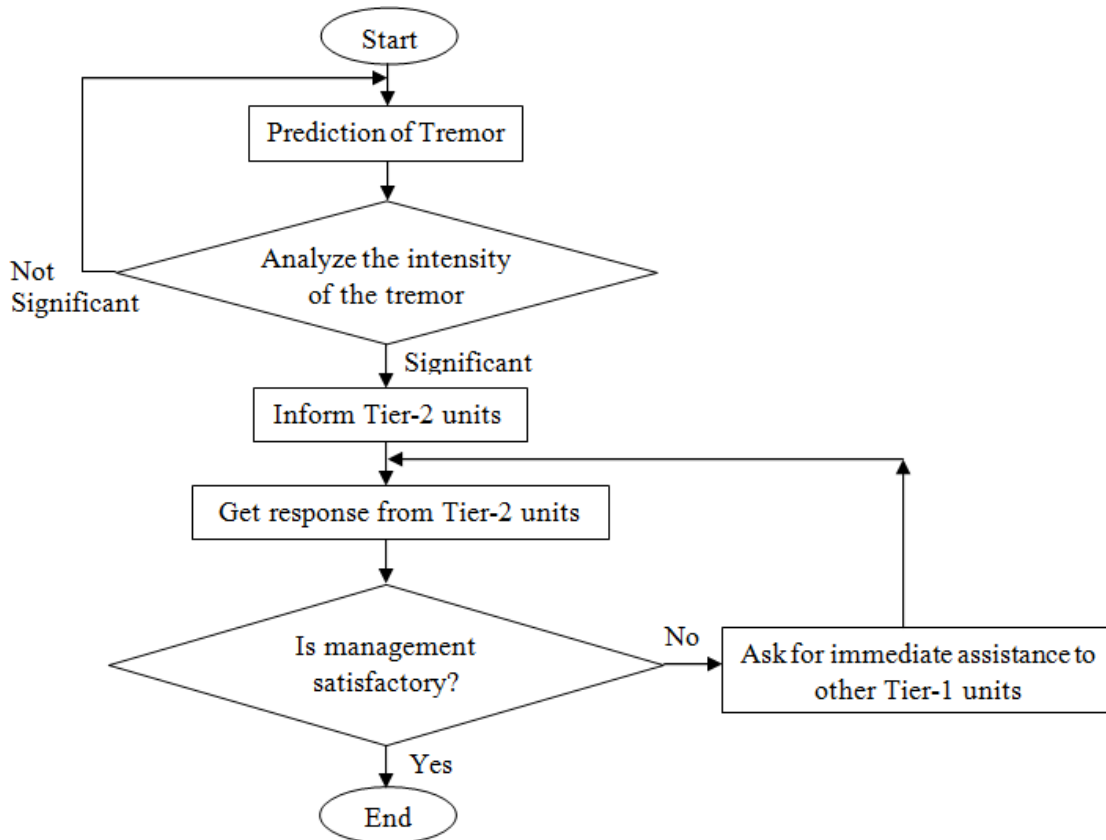 Start
Prediction of Tremor
Analyze the intensity
of the tremor
Not
Significant
Significant
Inform Tier-2 units
Get response from Tier-2 units
Is management
satisfactory?
No
Ask for immediate assistance to
other Tier-1 units
Yes
End